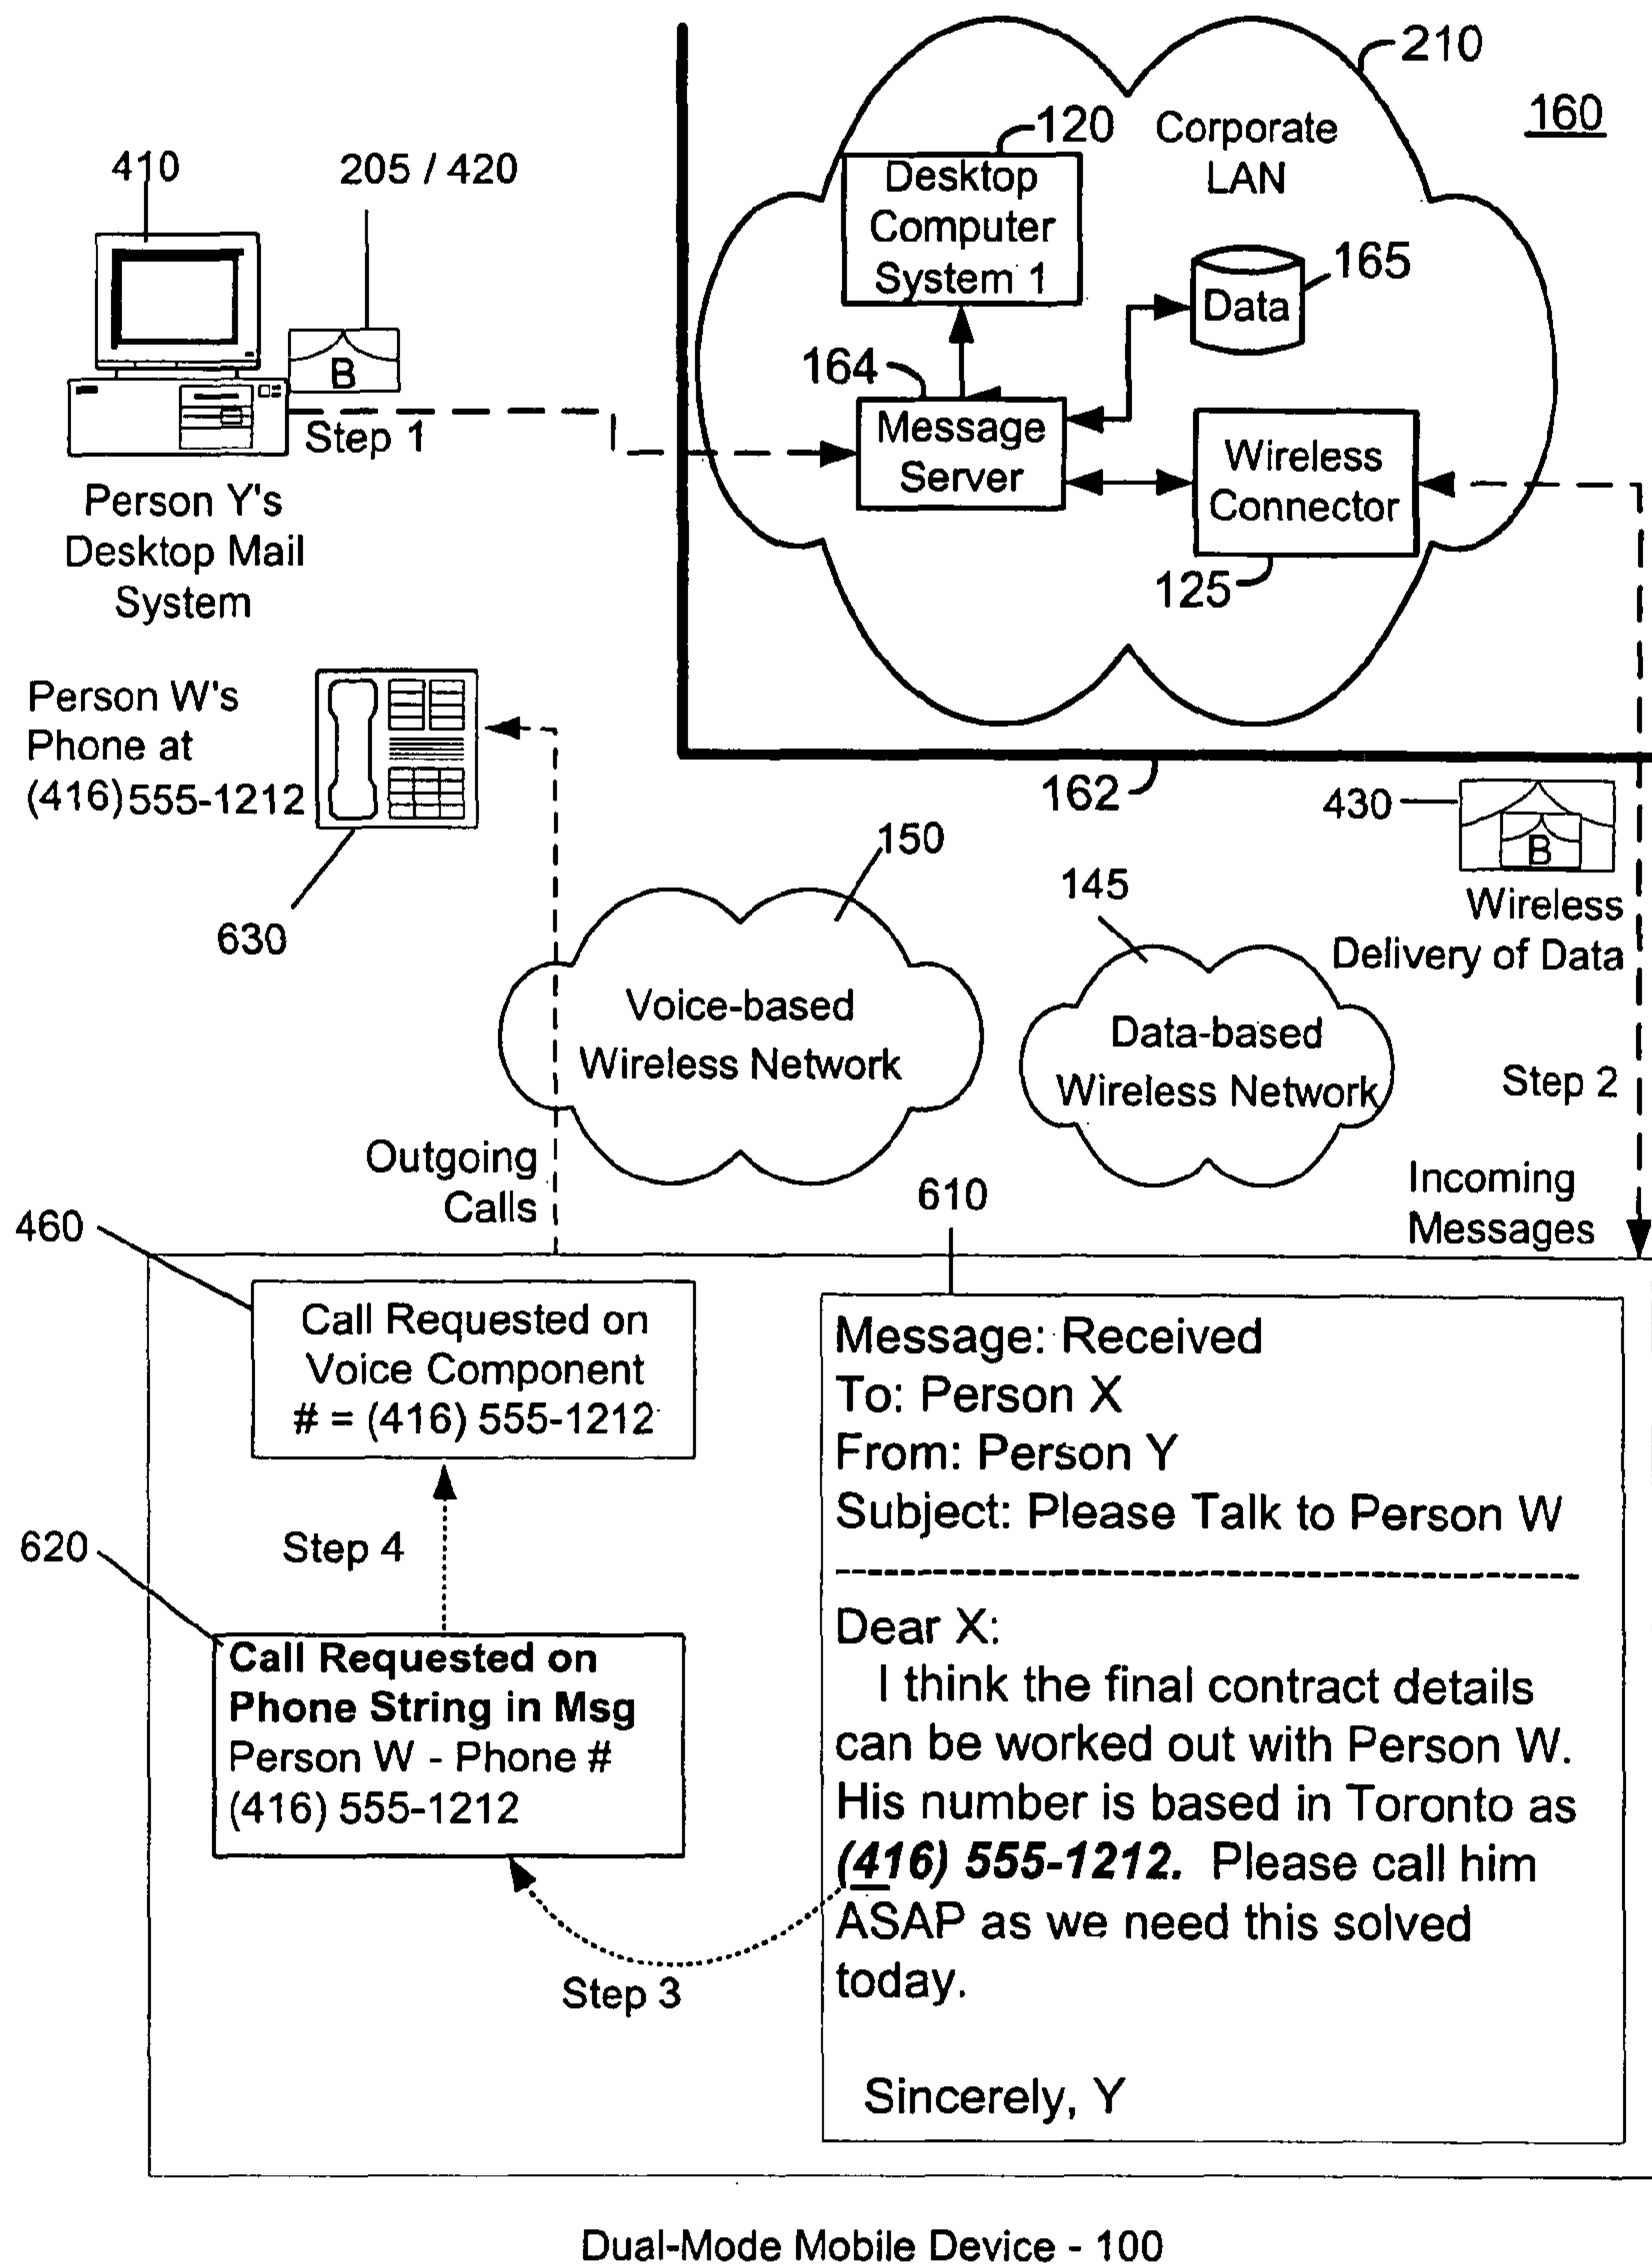 210
160
120
Corporate
LAN
Desktop
Computer
System 1
165
Data
164
Message
Server
Wireless
Connector
125
410
205 / 420
B
Step 1
Person Y's
Desktop Mail
System
Person W's
Phone at
(416)555-1212
630
162
430
B
Wireless
Delivery of Data
150
145
Voice-based
Wireless Network
Data-based
Wireless Network
Step 2
Outgoing
Calls
Incoming
Messages
610
460
Call Requested on
Voice Component
# = (416) 555-1212
Step 4
620
Call Requested on
Phone String in Msg
Person W - Phone #
(416) 555-1212
Step 3
Message: Received
To: Person X
From: Person Y
Subject: Please Talk to Person W
Dear X:
I think the final contract details
can be worked out with Person W.
His number is based in Toronto as
(416) 555-1212. Please call him
ASAP as we need this solved
today.
Sincerely, Y
Dual-Mode Mobile Device - 100